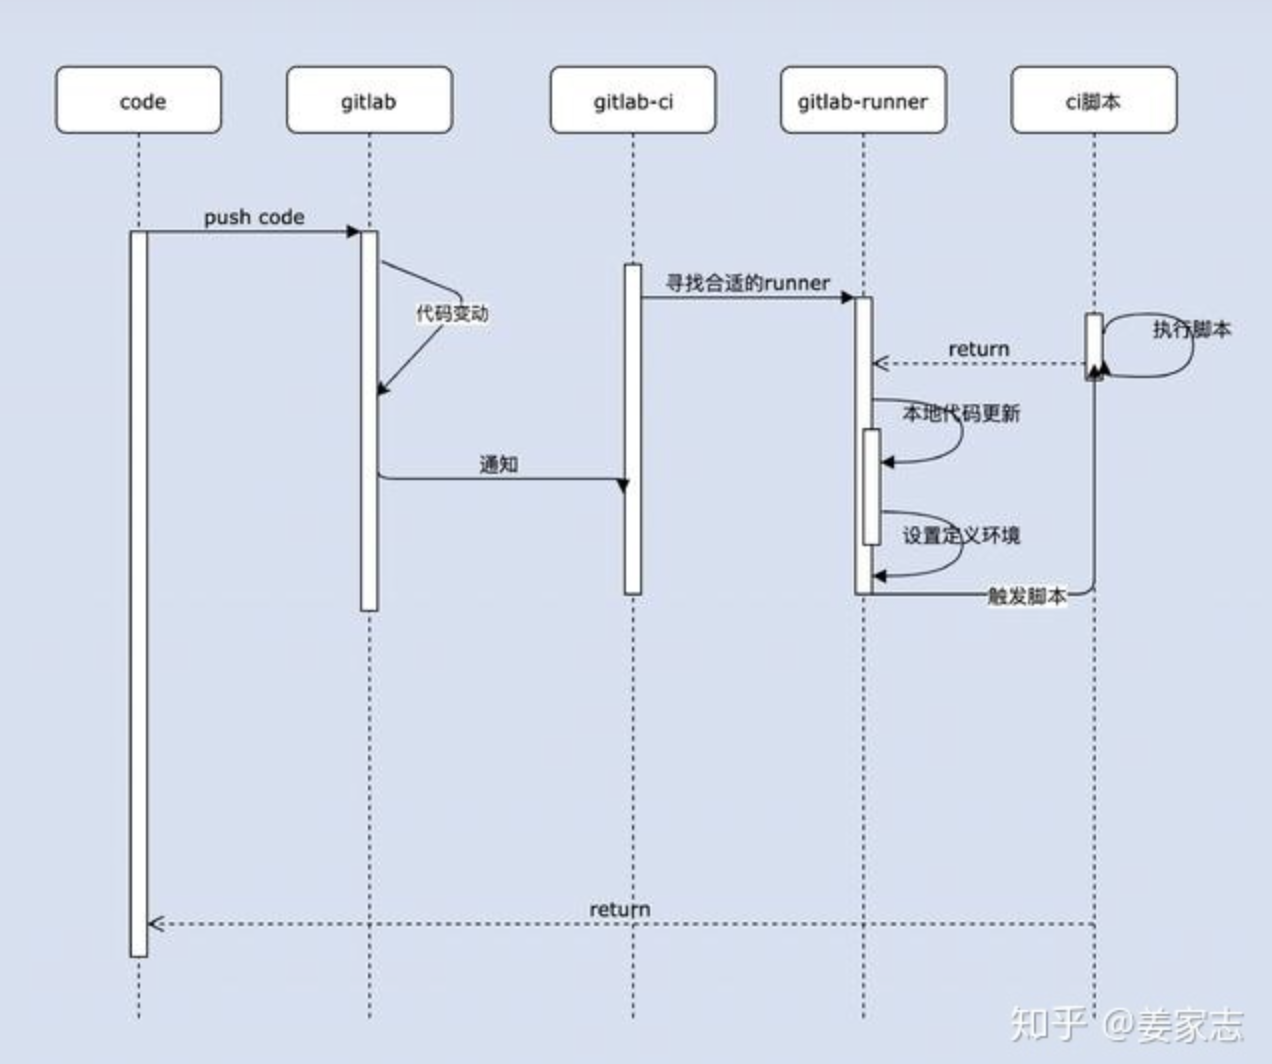 code
gitlab
gitlab-ci
gitlab-runner
ci脚本
push code
寻找合适的runner
代码变动
执行脚本
return
本地代码更新
通知
设置定义环境
触发脚本
return
知乎 @姜家志